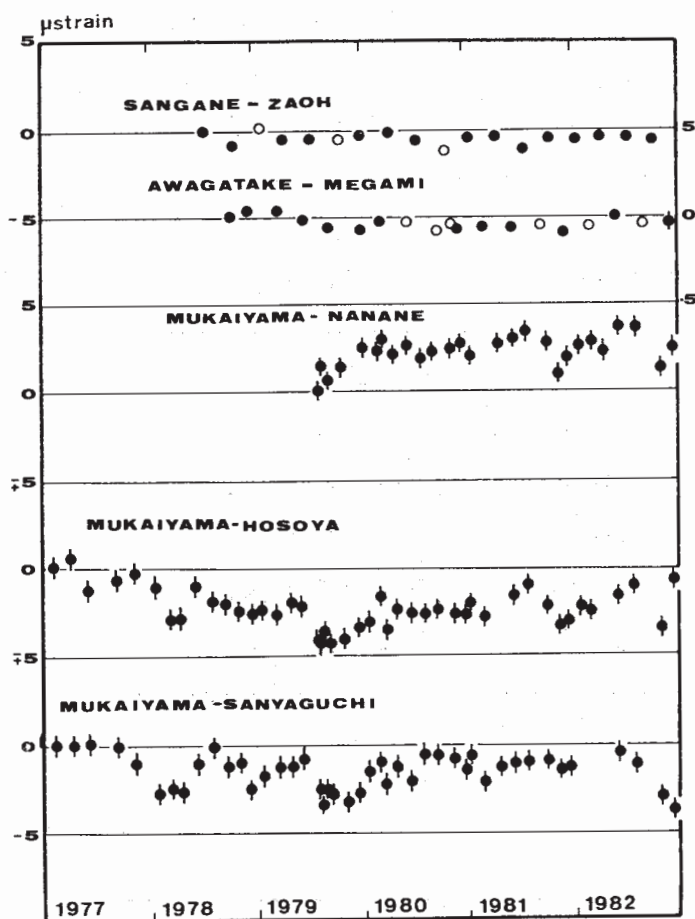 μstrain
5
SANGANE - ZAOH
0
5
AWAGATAKE - MEGAMI
-5
0
5
-5
MUKAIYAMA - NANANE
0
-5
MUKAIYAMA-HOSOYA
0
-5
MUKAIYAMA-SANYAGUCHI
0
-5
1977 1978 1979 1980 1981 1982